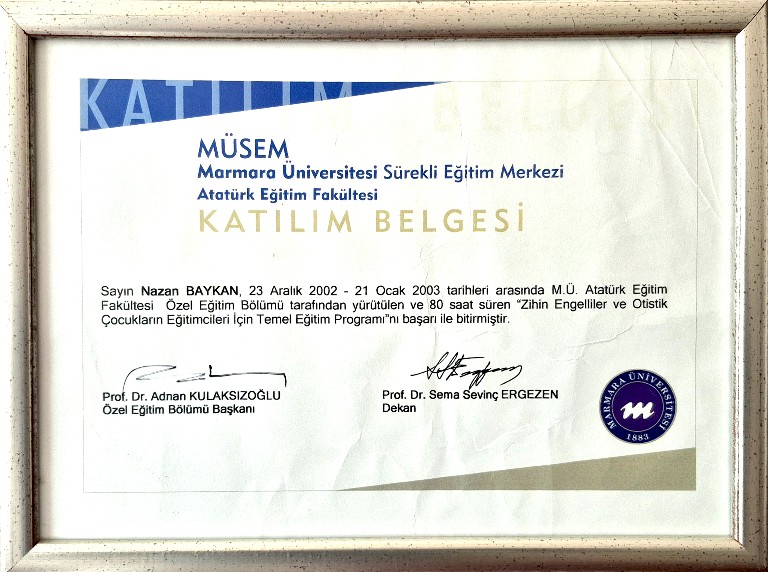 KATILIM BELGESİ
MÜSEM
Marmara Üniversitesi Sürekli Eğitim Merkezi
Atatürk Eğitim Fakültesi
KATILIM BELGESİ
Sayın Nazan BAYKAN, 23 Aralık 2002 - 21 Ocak 2003 tarihleri arasında M.Ü. Atatürk Eğitim
Fakültesi Özel Eğitim Bölümü tarafından yürütülen ve 80 saat süren "Zihin Engelliler ve Otistik
Çocukların Eğitimcileri İçin Temel Eğitim Programı"nı başarı ile bitirmiştir.
Prof. Dr. Adnan KULAKSIZOĞLU
Özel Eğitim Bölümü Başkanı
Prof. Dr. Sema Sevinç ERGEZEN
Dekan
MARMARA ÜNİVERSİTESİ
m
1883